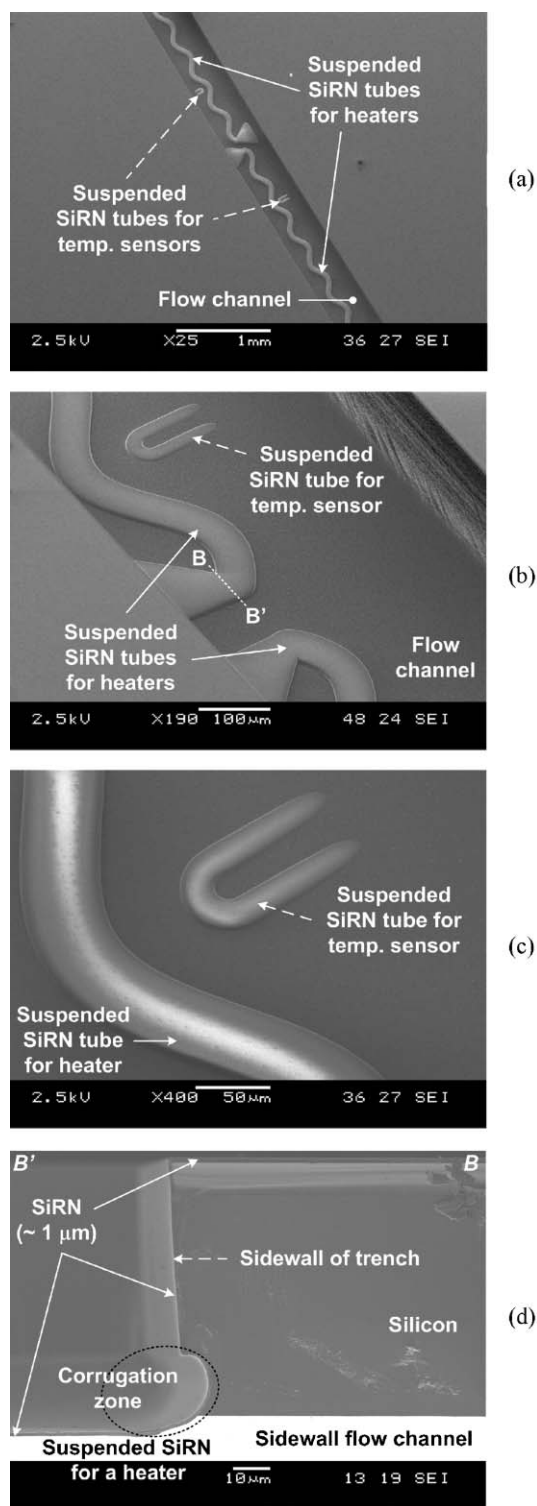 Suspended
SiRN tubes
for heaters
Suspended
SiRN tubes for
temp. sensors
Flow channel
2.5kV X25 1mm 36 27 SEI
(a)
Suspended
SiRN tube for
temp. sensor
B
B'
Suspended
SiRN tubes
for heaters
Flow
channel
2.5kV X190 100μm 48 24 SEI
(b)
Suspended
SiRN tube for
temp. sensor
Suspended
SiRN tube
for heater
2.5kV X400 50μm 36 27 SEI
(c)
B' B
SiRN
(~ 1 μm)
Sidewall of trench
Silicon
Corrugation
zone
Suspended SiRN
for a heater
Sidewall flow channel
10μm 13 19 SEI
(d)